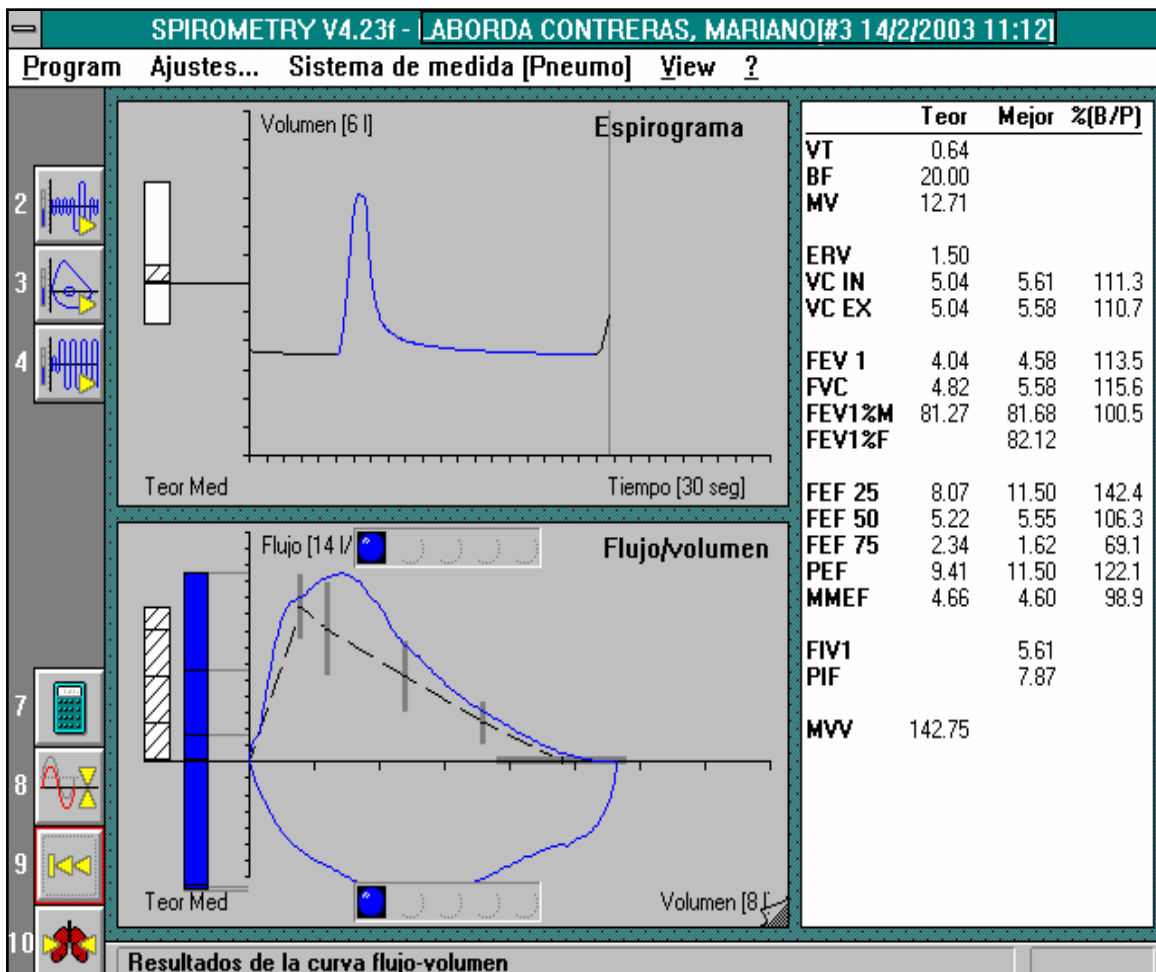 SPIROMETRY V4.23f - LABORDA CONTRERAS, MARIANO[#3 14/2/2003 11:12]
Program Ajustes... Sistema de medida [Pneumo] View ?
2
3
4
7
8
9
10
Volumen [6 l]
Espirograma
Teor Med
Tiempo [30 seg]
Flujo [14 l/
Flujo/volumen
Teor Med
Volumen [8 l
Teor Mejor %(B/P)
VT 0.64
BF 20.00
MV 12.71
ERV 1.50
VC IN 5.04 5.61 111.3
VC EX 5.04 5.58 110.7
FEV 1 4.04 4.58 113.5
FVC 4.82 5.58 115.6
FEV1%M 81.27 81.68 100.5
FEV1%F 82.12
FEF 25 8.07 11.50 142.4
FEF 50 5.22 5.55 106.3
FEF 75 2.34 1.62 69.1
PEF 9.41 11.50 122.1
MMEF 4.66 4.60 98.9
FIV1 5.61
PIF 7.87
MVV 142.75
Resultados de la curva flujo-volumen